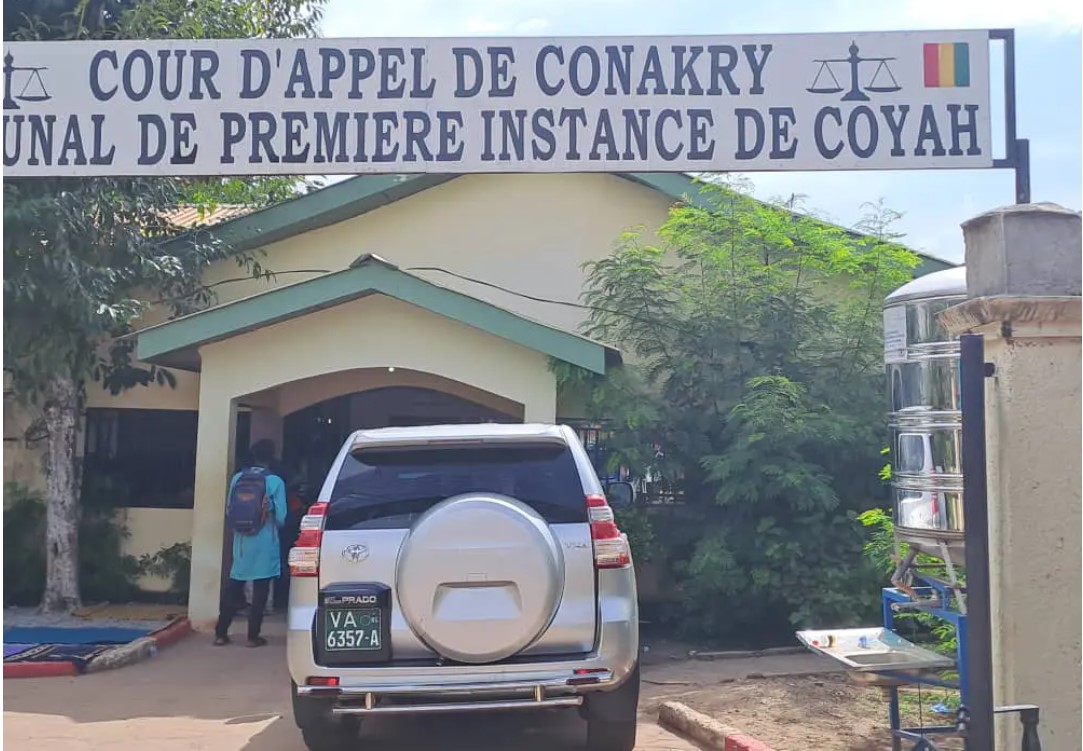 COUR D'APPEL DE CONAKRY
UNAL DE PREMIERE INSTANCE DE COYAH
PRADO
VA
6357-A